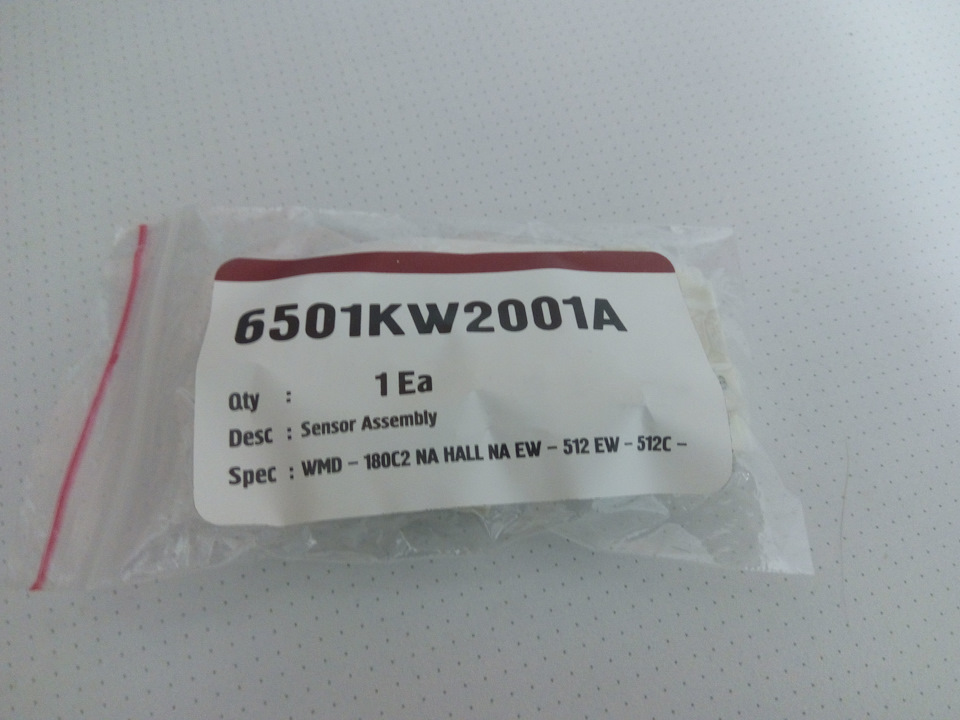 6501KW2001A
Qty : 1 Ea
Desc : Sensor Assembly
Spec : WMD - 180C2 NA HALL NA EW - 512 EW - 512C -